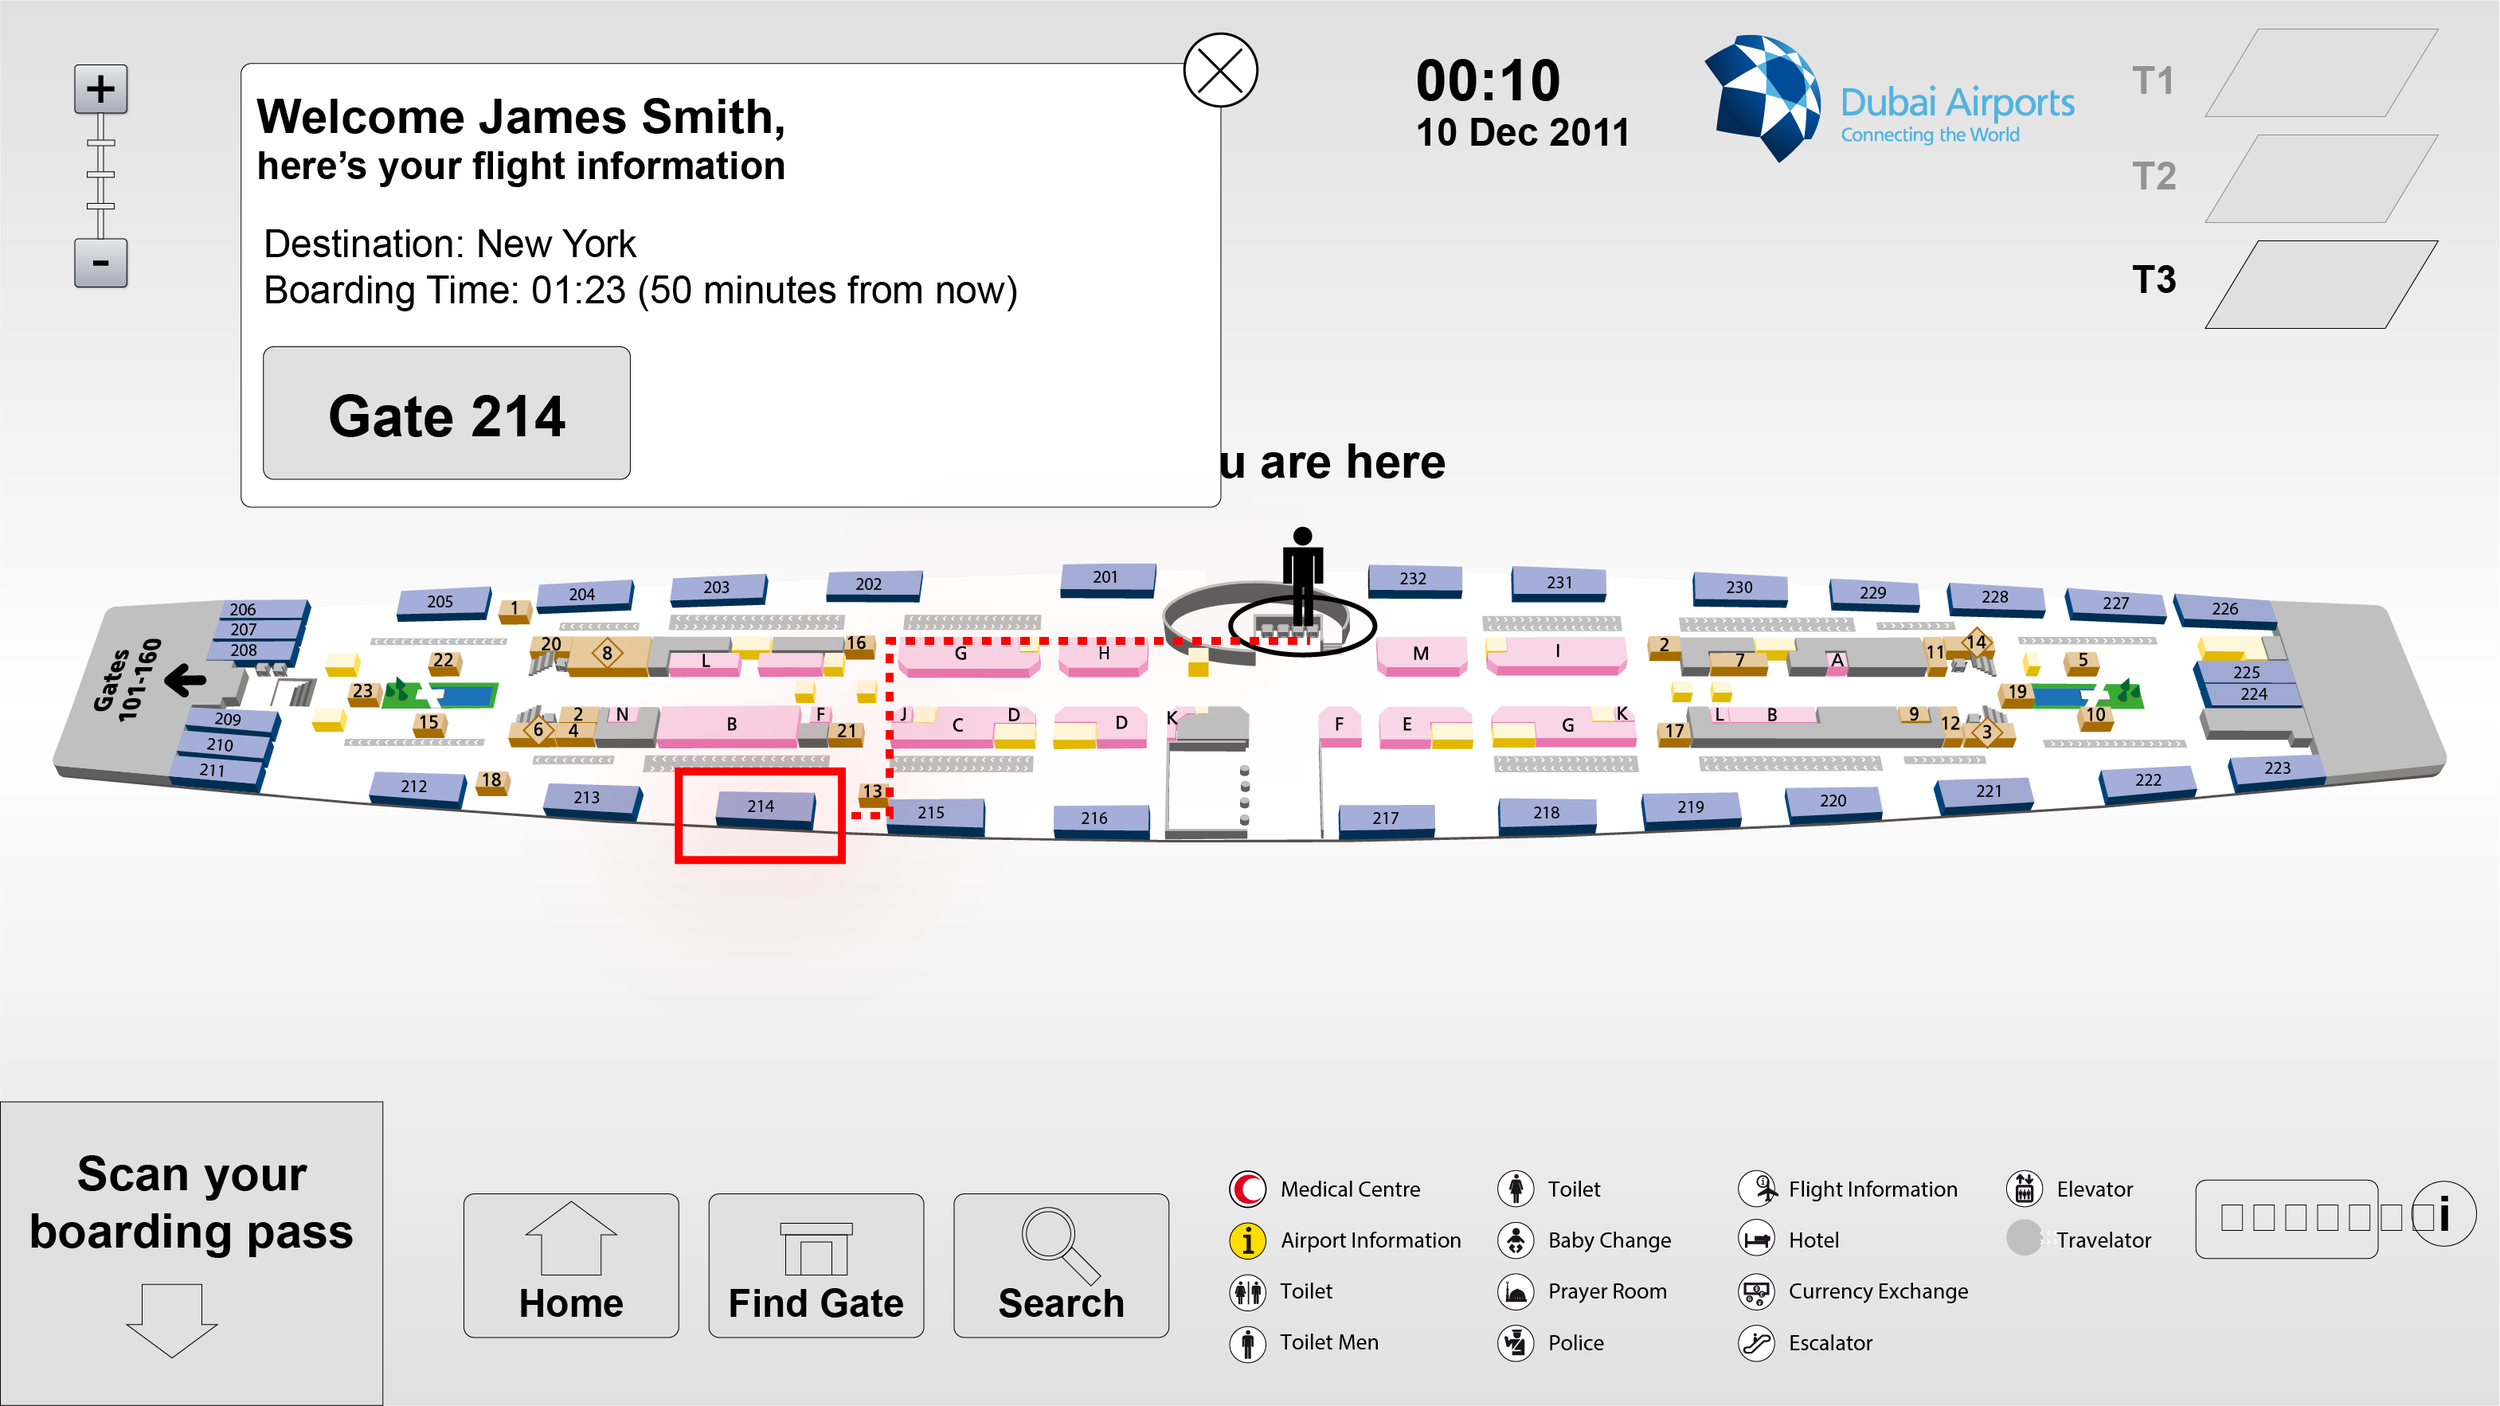 +
-
Welcome James Smith,
here's your flight information
Destination: New York
Boarding Time: 01:23 (50 minutes from now)
Gate 214
00:10
10 Dec 2011
Dubai Airports
Connecting the World
T1
T2
T3
u are here
Gates
101-160
206
207
208
205
1
204
203
202
201
232
231
230
229
228
227
226
20
8
L
16
G
H
M
I
2
7
A
11
14
5
225
224
22
23
15
19
10
6
2
4
N
B
F
21
J
C
D
D
K
F
E
G
K
17
L
B
9
12
3
209
210
211
212
18
213
214
13
215
216
217
218
219
220
221
222
223
Scan your
boarding pass
Home
Find Gate
Search
Medical Centre
Airport Information
Toilet
Toilet Men
Toilet
Baby Change
Prayer Room
Police
Flight Information
Hotel
Currency Exchange
Escalator
Elevator
Travelator
i